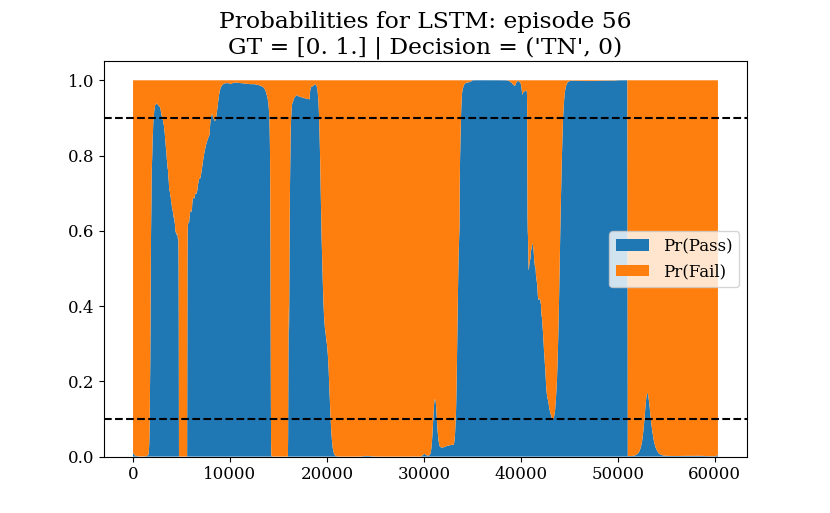 Probabilities for LSTM: episode 56
GT = [0. 1.] | Decision = ('TN', 0)
1.0
0.8
0.6
0.4
0.2
0.0
Pr(Pass)
Pr(Fail)
0 10000 20000 30000 40000 50000 60000